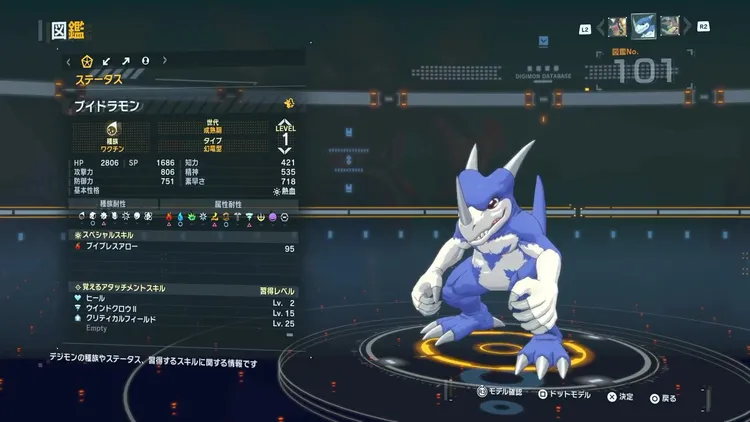 図鑑
L2
R2
図鑑No.
101
DIGIMON DATABASE
ステータス
ブイドラモン
種族
ワクチン
世代
成熟期
タイプ
幻竜型
LEVEL
1
HP 2806 SP 1686 知力 421
攻撃力 806 精神 535
防御力 751 素早さ 718
基本性格 熱血
種族耐性 属性耐性
スペシャルスキル
ブイブレスアロー 95
覚えるアタッチメントスキル 習得レベル
ヒール Lv. 2
ウインドクロウⅡ Lv. 15
クリティカルフィールド Lv. 25
Empty
デジモンの種族やステータス、習得するスキルに関する情報です
R3 モデル確認 ドットモデル 決定 戻る